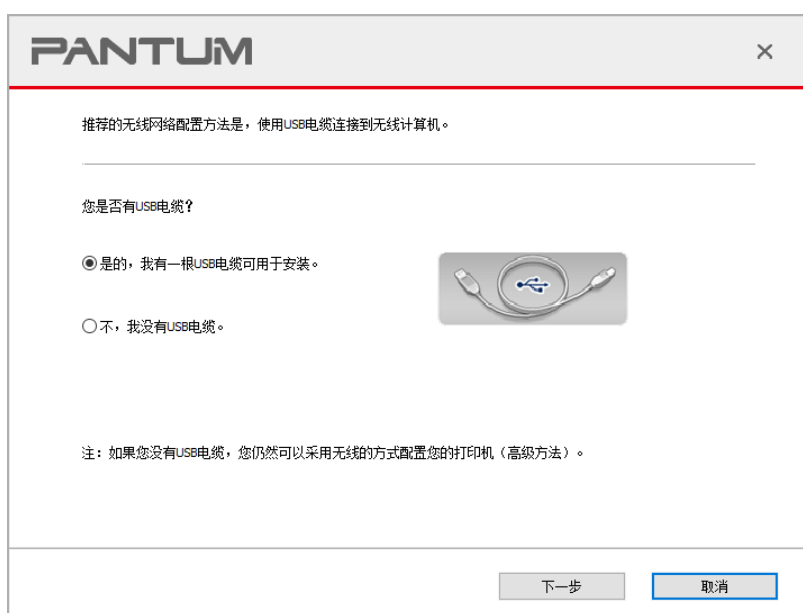 PANTUM
推荐的无线网络配置方法是，使用USB电缆连接到无线计算机。
您是否有USB电缆？
是的，我有一根USB电缆可用于安装。
不，我没有USB电缆。
注：如果您没有USB电缆，您仍然可以采用无线的方式配置您的打印机（高级方法）。
下一步
取消